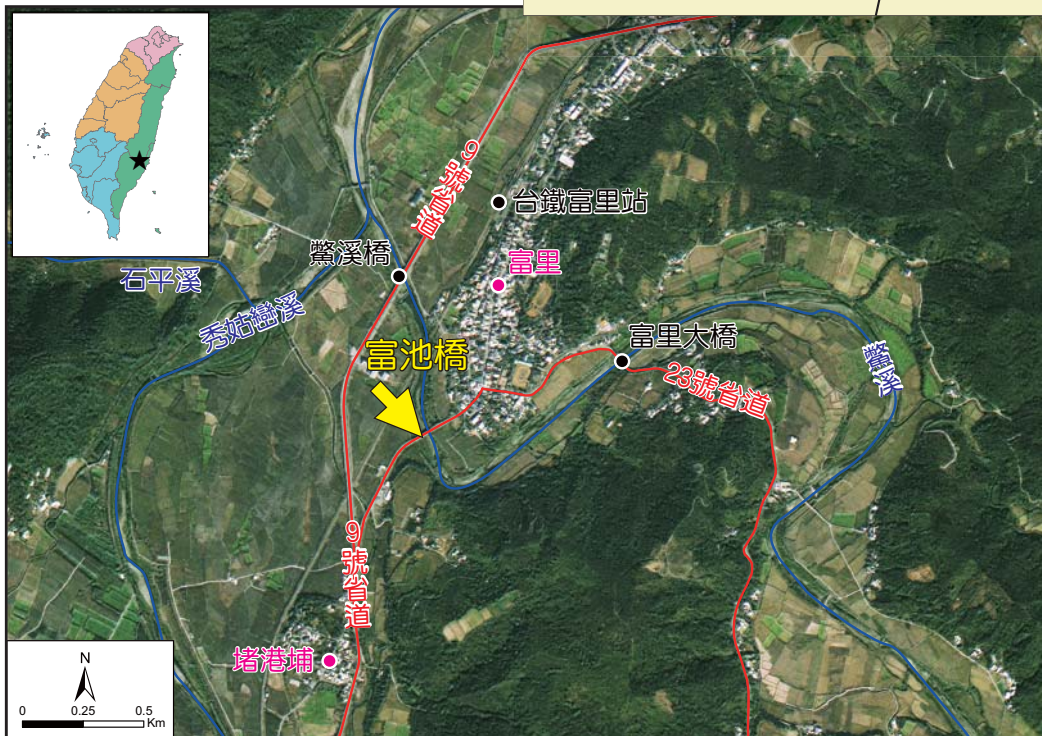 9號省道
台鐵富里站
鱉溪橋
富里
石平溪
秀姑巒溪
富池橋
富里大橋
鱉溪
23號省道
9號省道
堵港埔
N
0 0.25 0.5
Km